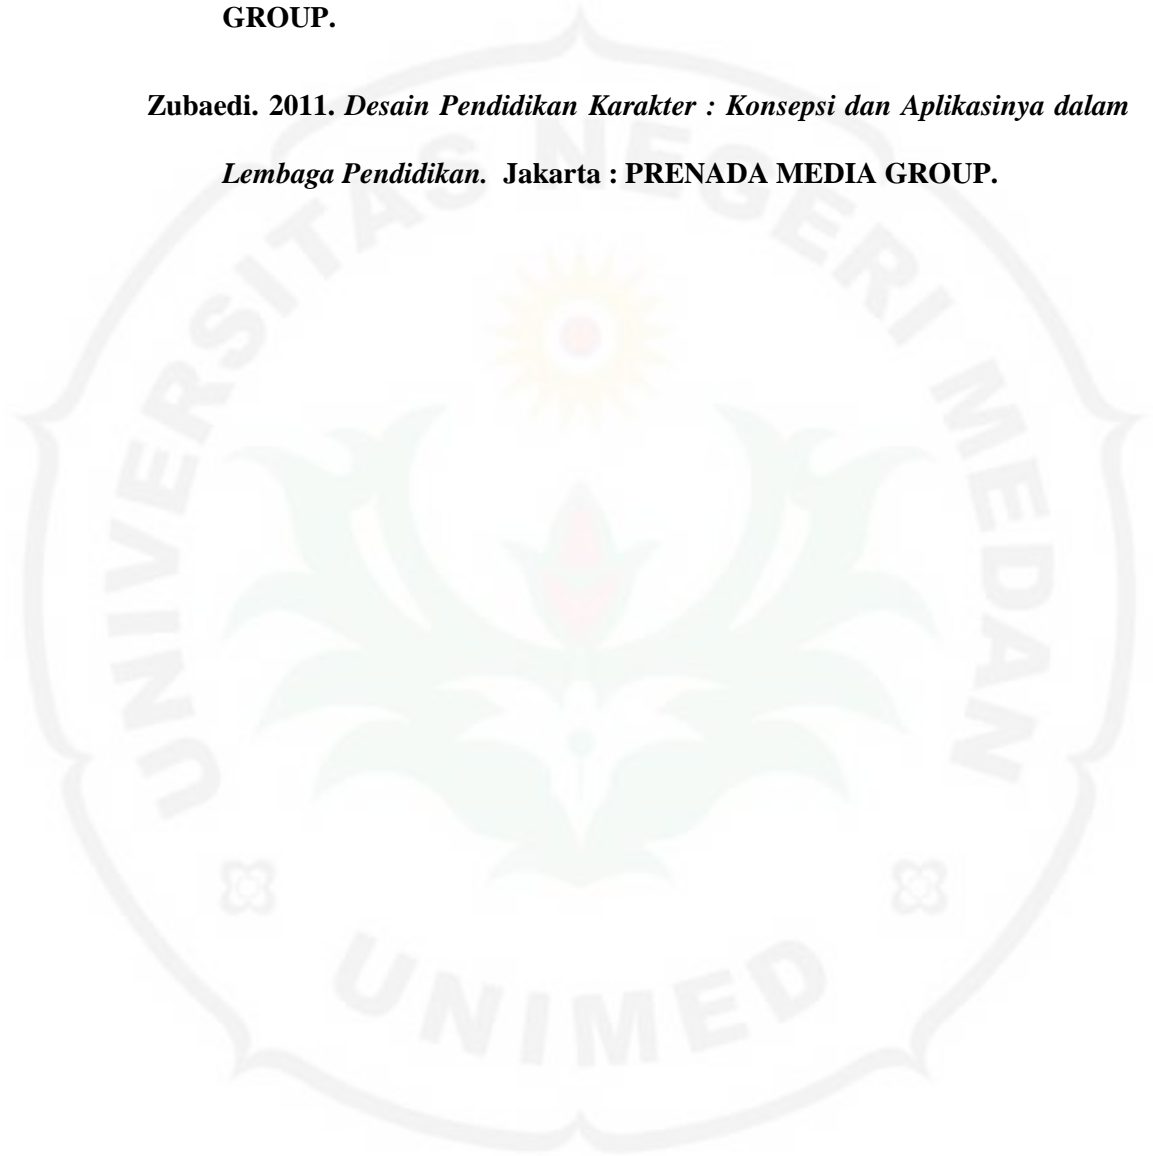 GROUP.
Zubaedi. 2011. Desain Pendidikan Karakter : Konsepsi dan Aplikasinya dalam
Lembaga Pendidikan. Jakarta : PRENADA MEDIA GROUP.
UNIVERSITAS NEGERI MEDAN
UNIMED